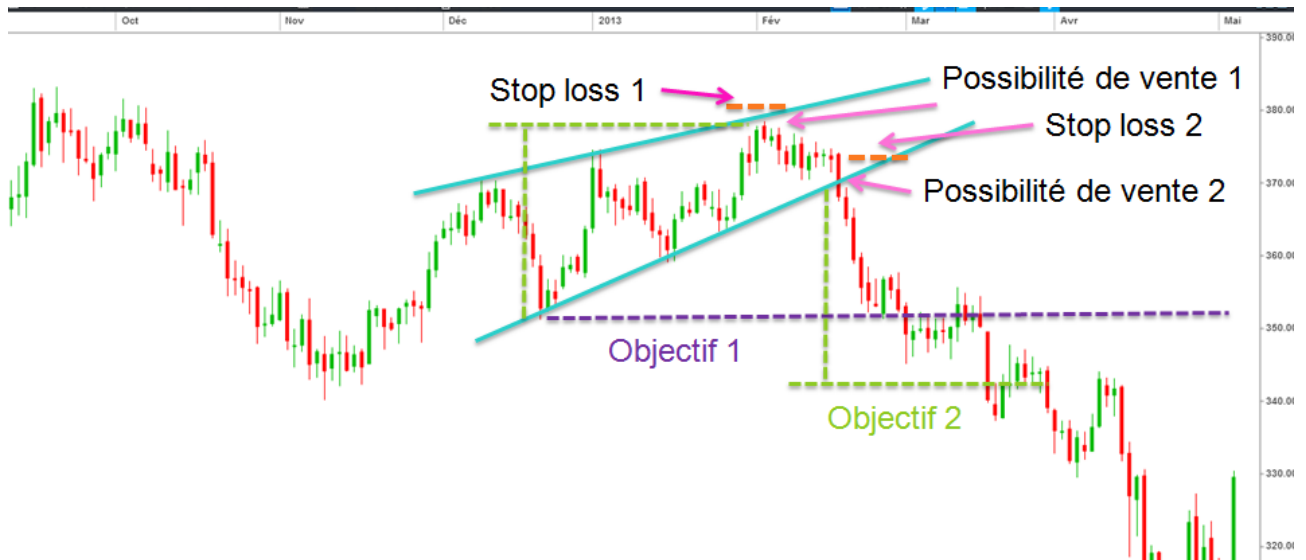 Oct Nov Déc 2013 Fév Mar Avr Mai
390.00
Possibilité de vente 1
Stop loss 1
380.00
Stop loss 2
370.00
Possibilité de vente 2
360.00
350.00
Objectif 1
340.00
Objectif 2
330.00
320.00